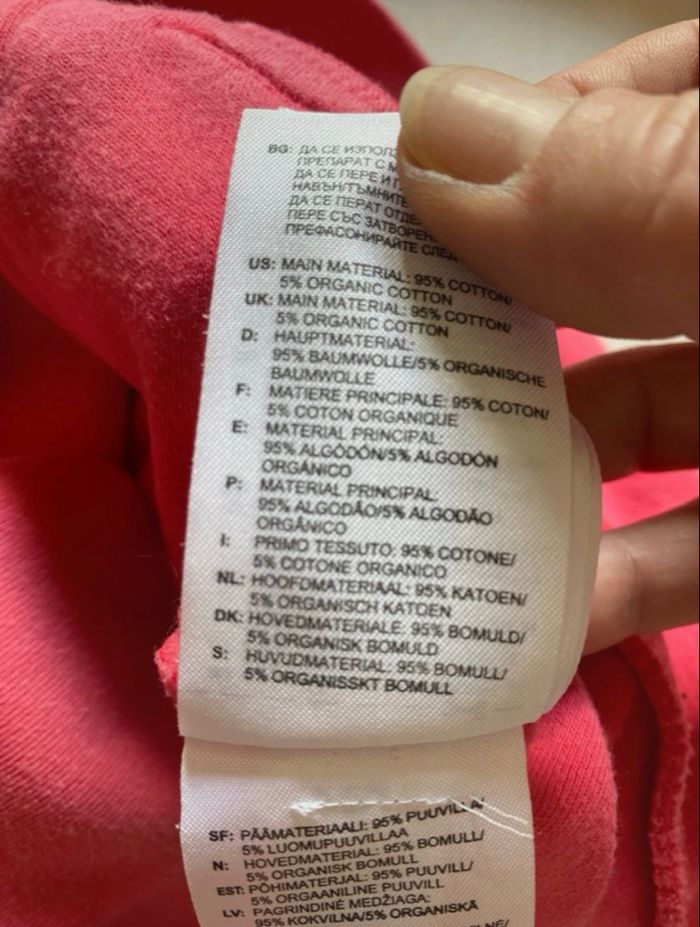 BG: ДА СЕ ИЗПОЛЗ
ПРЕПАРАТ С М
ДА СЕ ПЕРЕ И Г
НАВЪН/ТЪМНИТЕ
ДА СЕ ПЕРАТ ОТДЕ
ПЕРЕ СЪС ЗАТВОРЕН
ПРЕФАСОНИРАЙТЕ СЛЕД
US: MAIN MATERIAL: 95% COTTON/
5% ORGANIC COTTON
UK: MAIN MATERIAL: 95% COTTON/
5% ORGANIC COTTON
D: HAUPTMATERIAL:
95% BAUMWOLLE/5% ORGANISCHE
BAUMWOLLE
F: MATIERE PRINCIPALE: 95% COTON/
5% COTON ORGANIQUE
E: MATERIAL PRINCIPAL:
95% ALGODÓN/5% ALGODÓN
ORGÁNICO
P: MATERIAL PRINCIPAL:
95% ALGODÃO/5% ALGODÃO
ORGÂNICO
I: PRIMO TESSUTO: 95% COTONE/
5% COTONE ORGANICO
NL: HOOFDMATERIAAL: 95% KATOEN/
5% ORGANISCH KATOEN
DK: HOVEDMATERIALE: 95% BOMULD/
5% ORGANISK BOMULD
S: HUVUDMATERIAL: 95% BOMULL/
5% ORGANISSKT BOMULL
SF: PÄÄMATERIAALI: 95% PUUVILLA/
5% LUOMUPUUVILLAA
N: HOVEDMATERIAL: 95% BOMULL/
5% ORGANISK BOMULL
EST: PÕHIMATERJAL: 95% PUUVILL/
5% ORGAANILINE PUUVILL
LV: PAGRINDINĖ MEDŽIAGA:
95% KOKVILNA/5% ORGANISKĀ